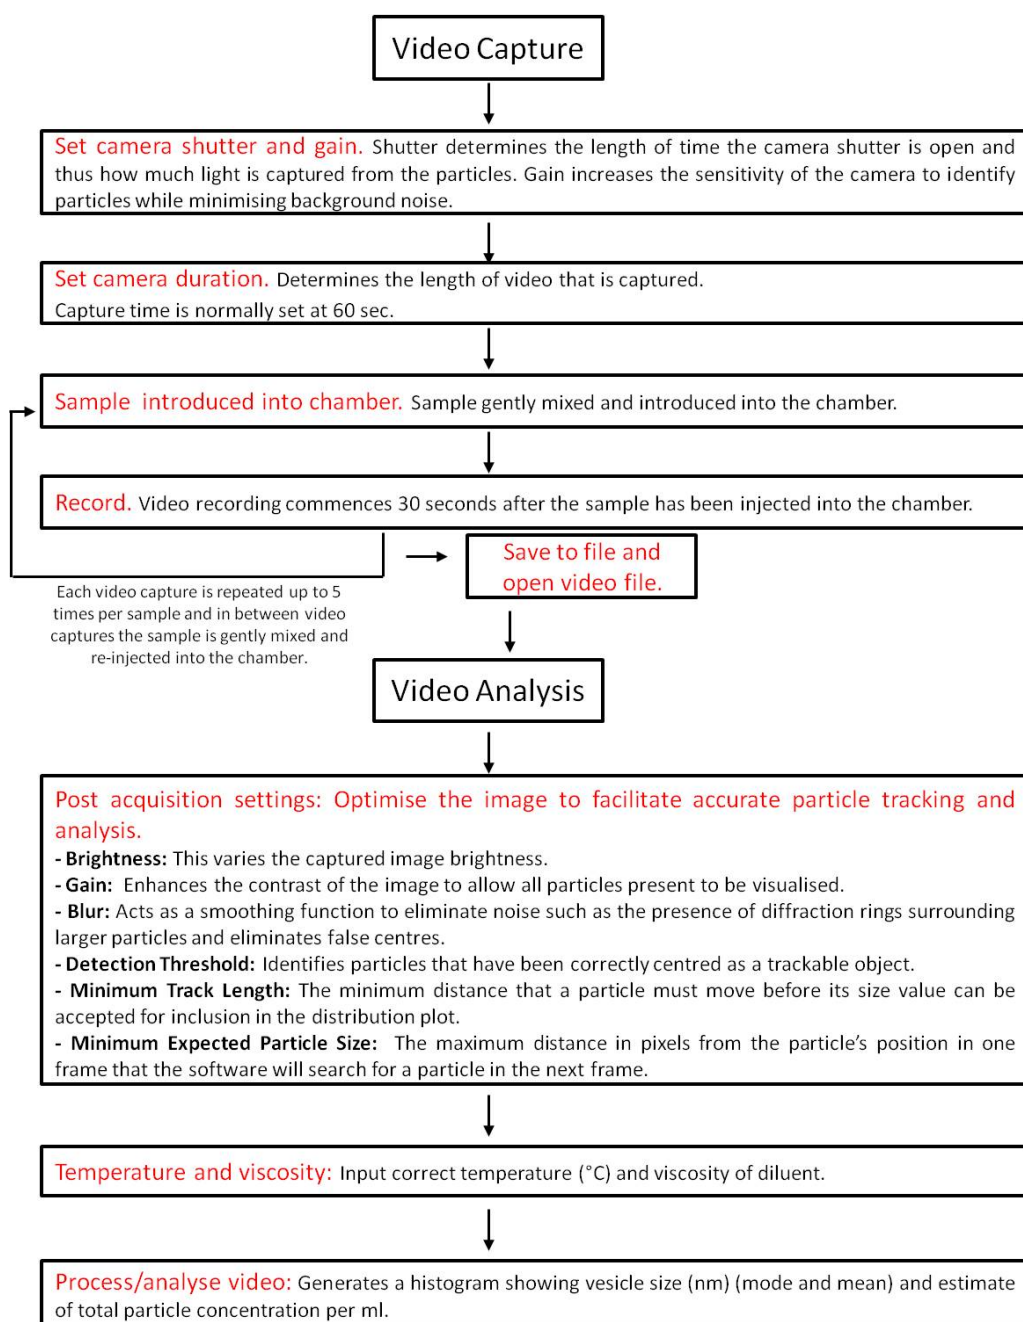 Video Capture
Set camera shutter and gain. Shutter determines the length of time the camera shutter is open and
thus how much light is captured from the particles. Gain increases the sensitivity of the camera to identify
particles while minimising background noise.
Set camera duration. Determines the length of video that is captured.
Capture time is normally set at 60 sec.
Sample introduced into chamber. Sample gently mixed and introduced into the chamber.
Record. Video recording commences 30 seconds after the sample has been injected into the chamber.
Save to file and
open video file.
Each video capture is repeated up to 5
times per sample and in between video
captures the sample is gently mixed and
re-injected into the chamber.
Video Analysis
Post acquisition settings: Optimise the image to facilitate accurate particle tracking and
analysis.
- Brightness: This varies the captured image brightness.
- Gain: Enhances the contrast of the image to allow all particles present to be visualised.
- Blur: Acts as a smoothing function to eliminate noise such as the presence of diffraction rings surrounding
larger particles and eliminates false centres.
- Detection Threshold: Identifies particles that have been correctly centred as a trackable object.
- Minimum Track Length: The minimum distance that a particle must move before its size value can be
accepted for inclusion in the distribution plot.
- Minimum Expected Particle Size: The maximum distance in pixels from the particle's position in one
frame that the software will search for a particle in the next frame.
Temperature and viscosity: Input correct temperature (°C) and viscosity of diluent.
Process/analyse video: Generates a histogram showing vesicle size (nm) (mode and mean) and estimate
of total particle concentration per ml.